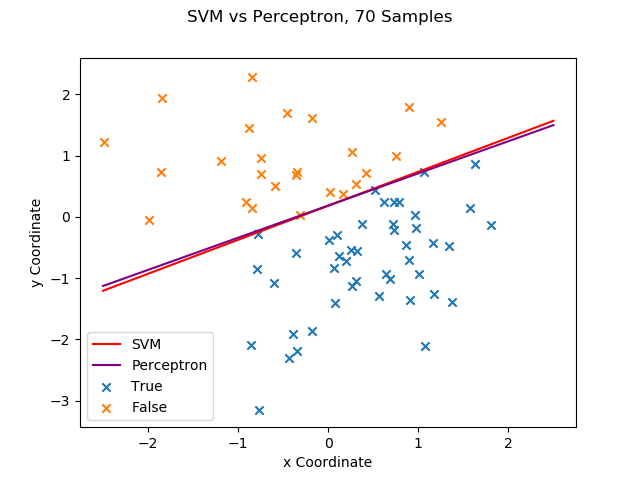 SVM vs Perceptron, 70 Samples
y Coordinate
2
1
0
−1
−2
−3
SVM
Perceptron
True
False
−2
−1
0
1
2
x Coordinate